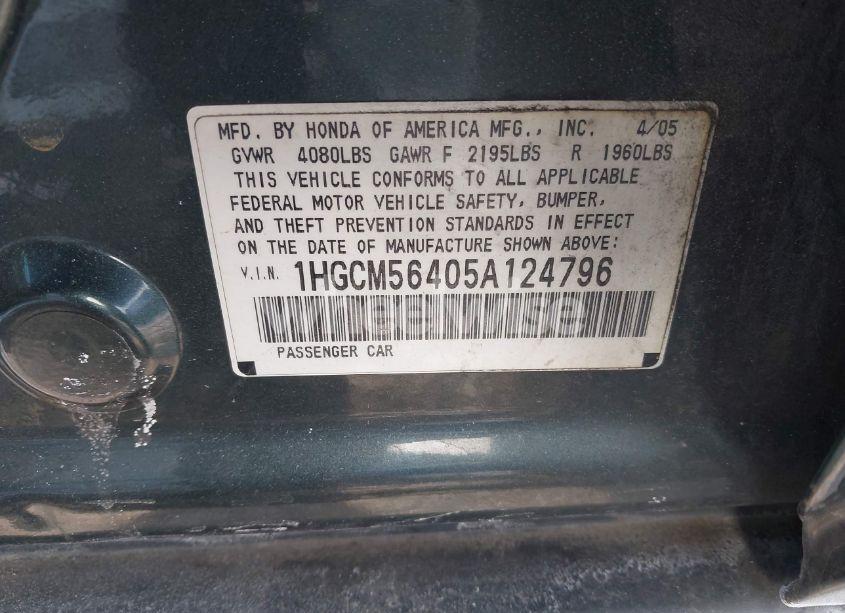 MFD. BY HONDA OF AMERICA MFG., INC. 4/05
GVWR 4080LBS GAWR F 2195LBS R 1960LBS
THIS VEHICLE CONFORMS TO ALL APPLICABLE
FEDERAL MOTOR VEHICLE SAFETY, BUMPER,
AND THEFT PREVENTION STANDARDS IN EFFECT
ON THE DATE OF MANUFACTURE SHOWN ABOVE:
V.I.N. 1HGCM56405A124796
PASSENGER CAR